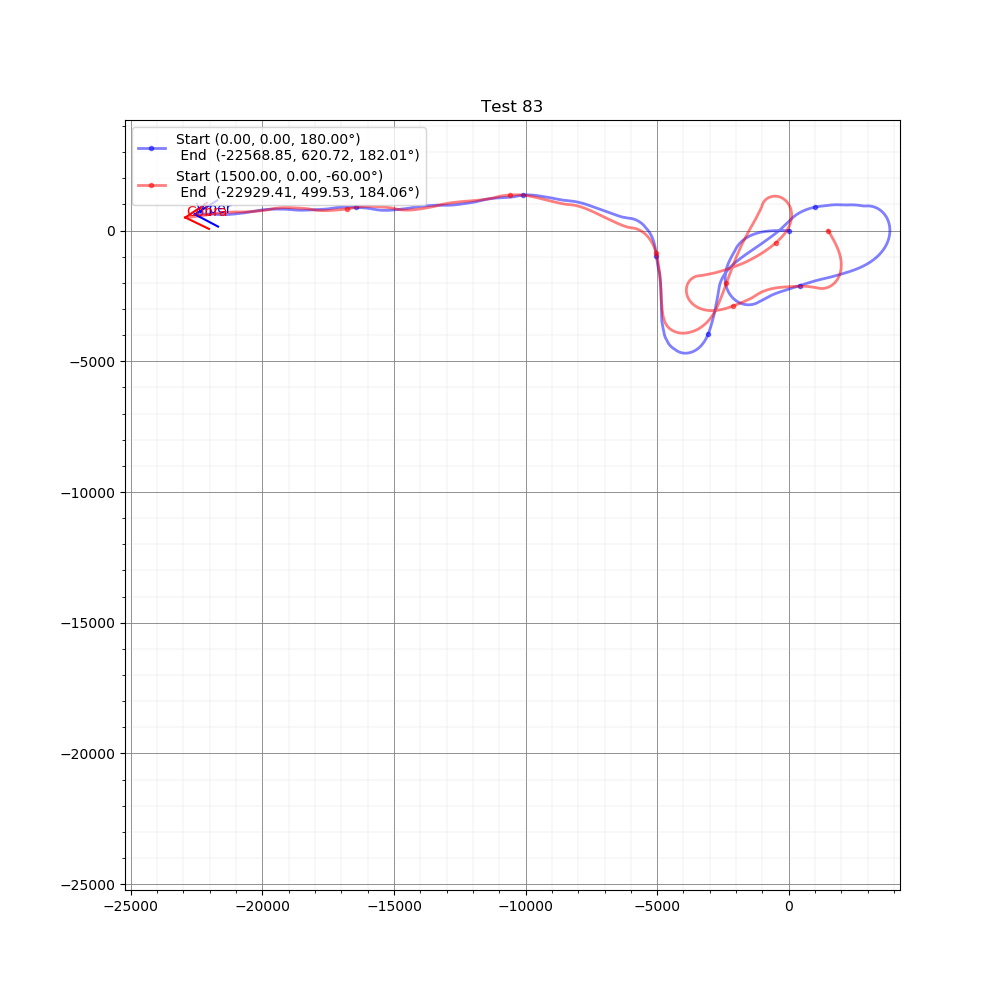 Test 83
Start (0.00, 0.00, 180.00°)
End (-22568.85, 620.72, 182.01°)
Start (1500.00, 0.00, -60.00°)
End (-22929.41, 499.53, 184.06°)
0
−5000
−10000
−15000
−20000
−25000
−25000 −20000 −15000 −10000 −5000 0